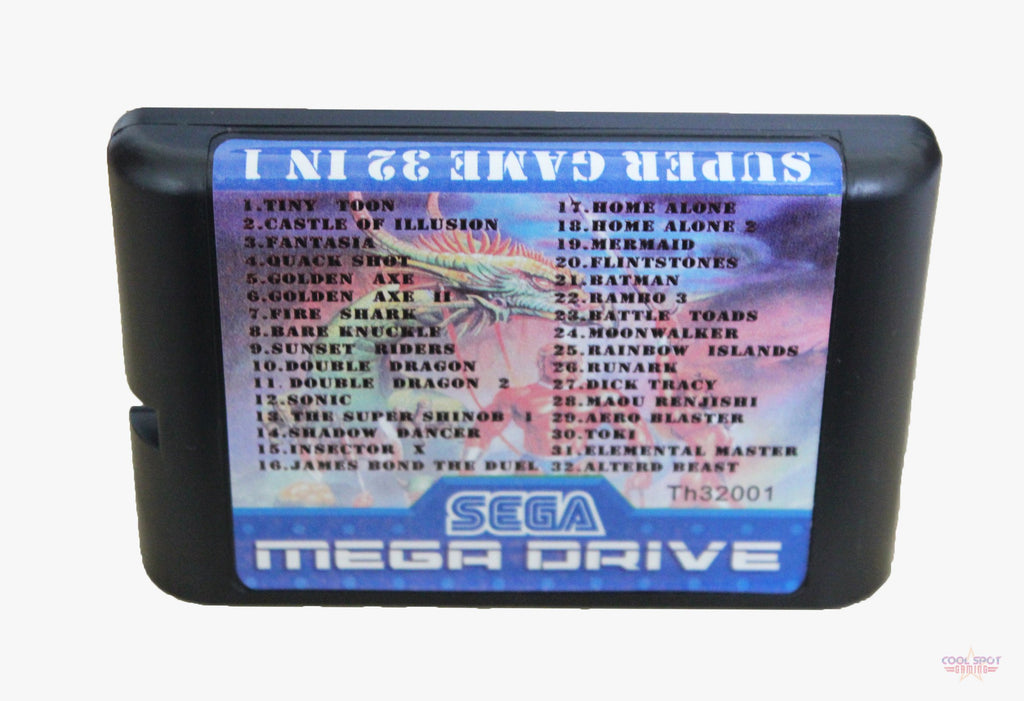 SUPER GAME 32 IN 1
1.TINY TOON
2.CASTLE OF ILLUSION
3.FANTASIA
4.QUACK SHOT
5.GOLDEN AXE
6.GOLDEN AXE II
7.FIRE SHARK
8.BARE KNUCKLE
9.SUNSET RIDERS
10.DOUBLE DRAGON
11.DOUBLE DRAGON 2
12.SONIC
13.THE SUPER SHINOB 1
14.SHADOW DANCER
15.INSECTOR X
16.JAMES BOND THE DUEL
17.HOME ALONE
18.HOME ALONE 2
19.MERMAID
20.FLINTSTONES
21.BATMAN
22.RAMBO 3
23.BATTLE TOADS
24.MOONWALKER
25.RAINBOW ISLANDS
26.RUNARK
27.DICK TRACY
28.MAOU RENJISHI
29.AERO BLASTER
30.TOKI
31.ELEMENTAL MASTER
32.ALTERD BEAST
Th32001
SEGA
MEGA DRIVE
COOL SPOT
GAMING